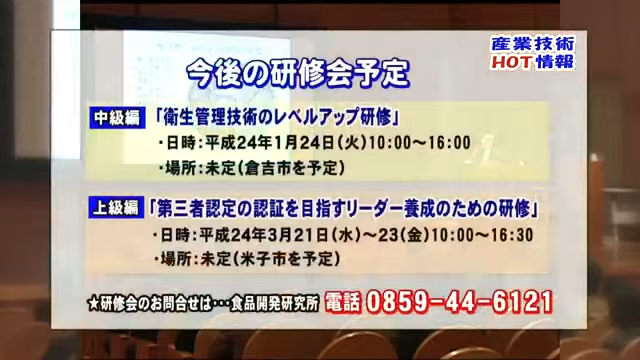 産業技術
HOT情報
今後の研修会予定
中級編 「衛生管理技術のレベルアップ研修」
・日時:平成24年1月24日(火)10:00～16:00
・場所:未定(倉吉市を予定)
上級編 「第三者認定の認証を目指すリーダー養成のための研修」
・日時:平成24年3月21日(水)～23(金)10:00～16:30
・場所:未定(米子市を予定)
★研修会のお問合せは・・・食品開発研究所 電話 0859-44-6121